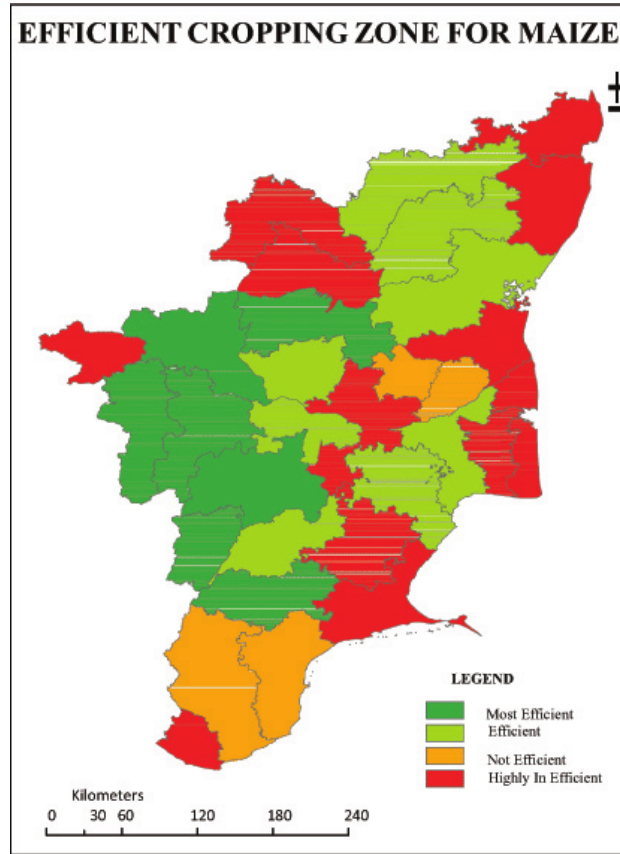 EFFICIENT CROPPING ZONE FOR MAIZE
LEGEND
Most Efficient
Efficient
Not Efficient
Highly In Efficient
Kilometers
0 30 60 120 180 240